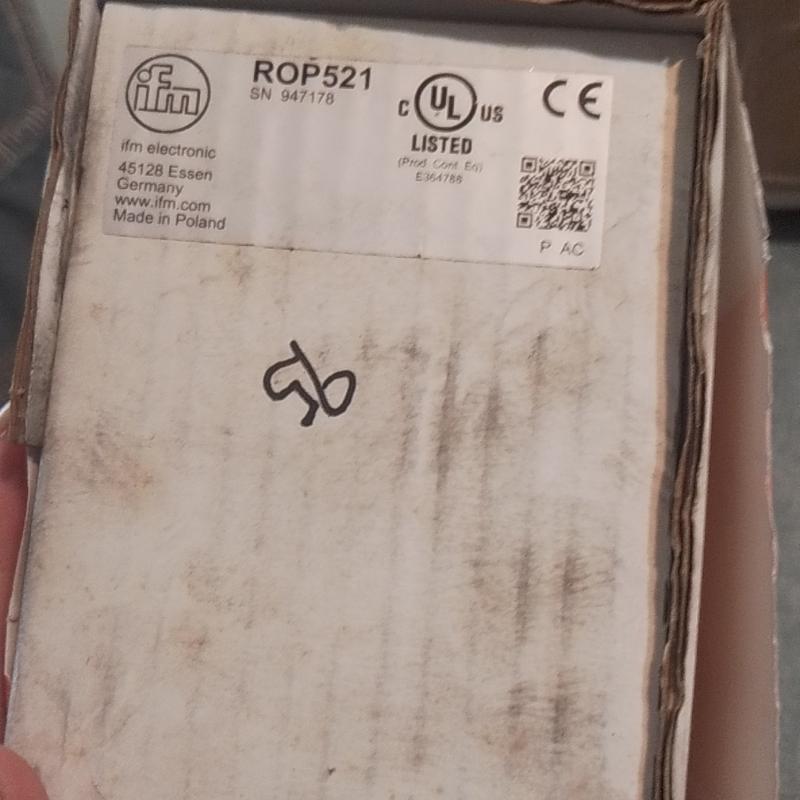 ifm
ifm electronic
45128 Essen
Germany
www.ifm.com
Made in Poland
ROP521
SN 947178
C UL US
LISTED
(Prod. Cont. Eq)
E364788
CE
P AC